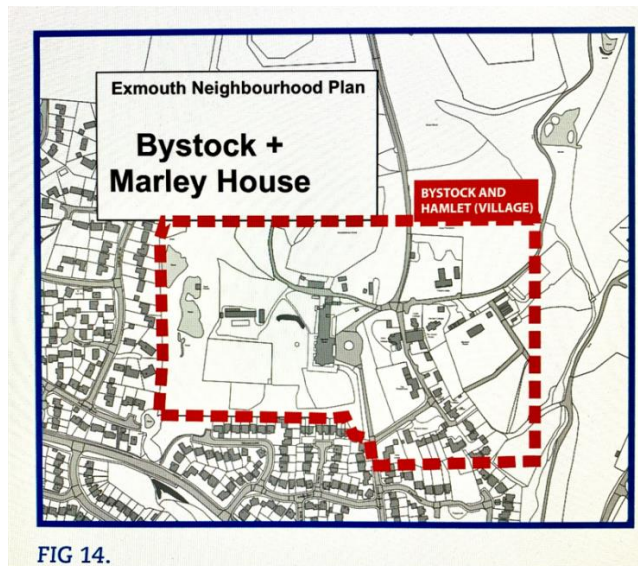 Exmouth Neighbourhood Plan
Bystock +
Marley House
BYSTOCK AND
HAMLET (VILLAGE)
FIG 14.